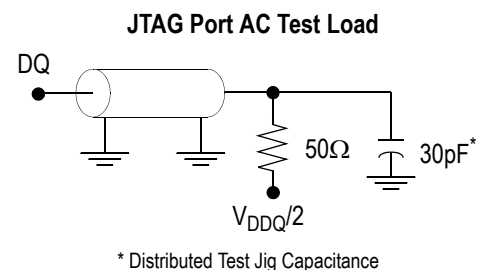 JTAG Port AC Test Load
DQ
50Ω
30pF*
VDDQ/2
* Distributed Test Jig Capacitance